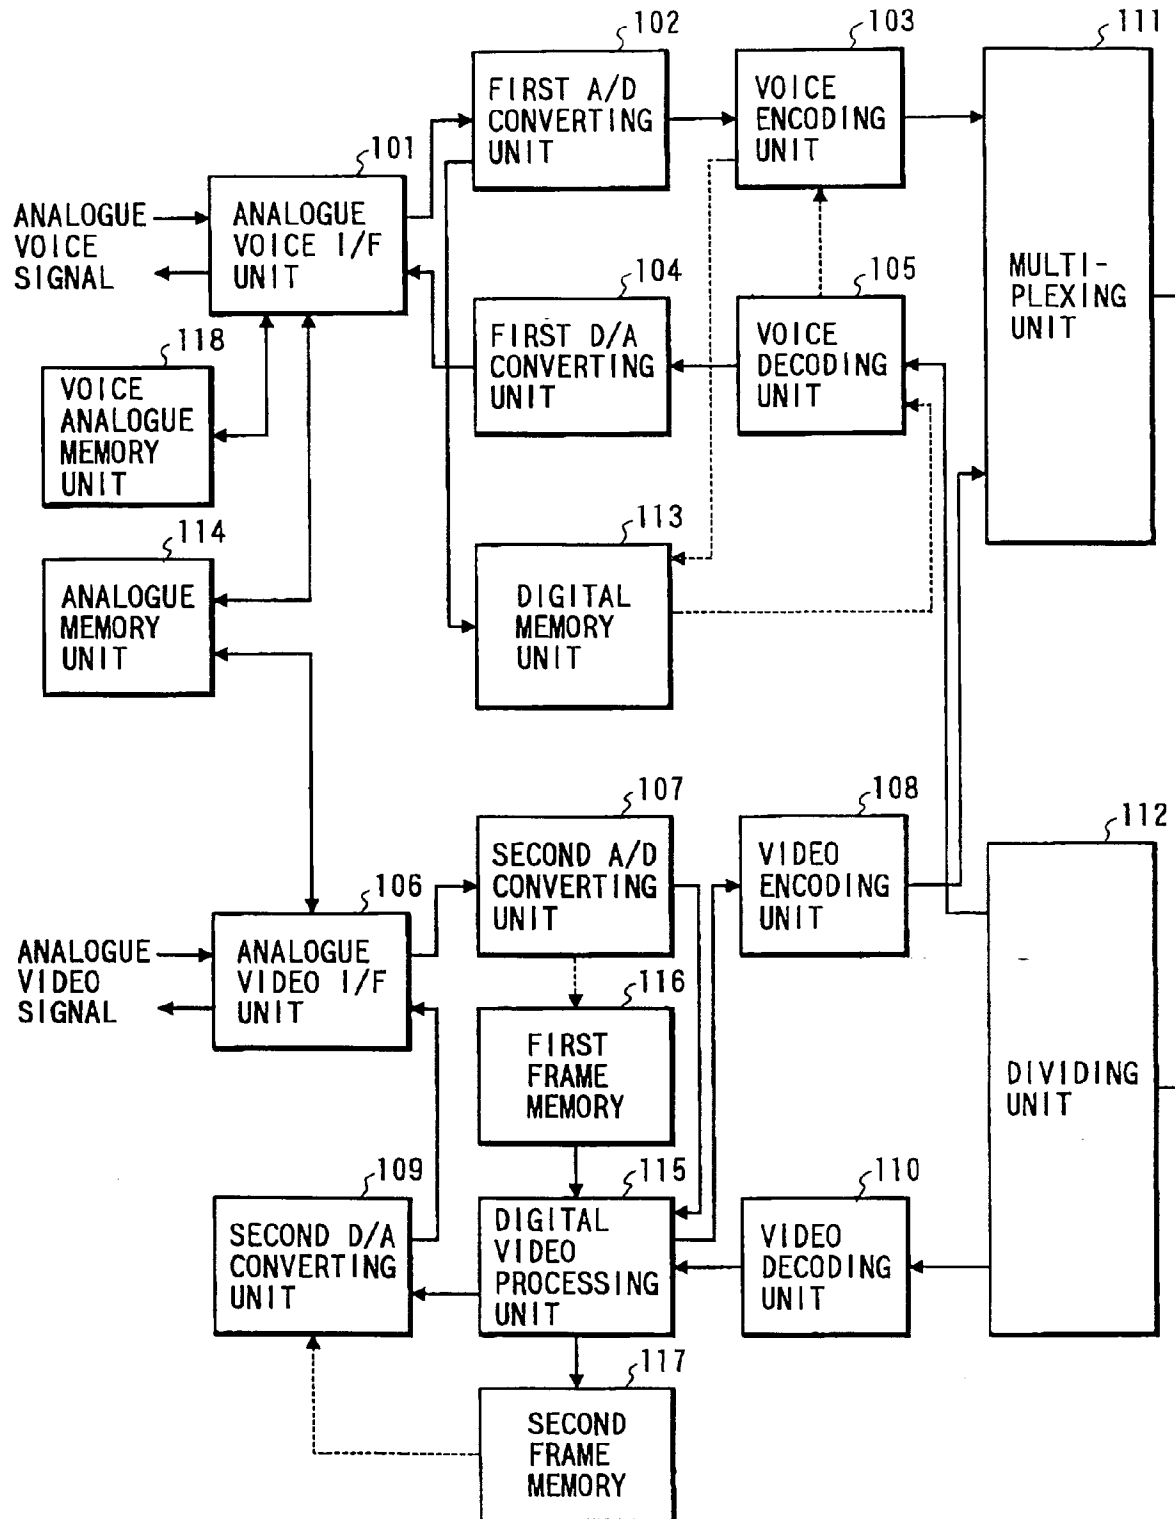 102
FIRST A/D
CONVERTING
UNIT
103
VOICE
ENCODING
UNIT
111
MULTI-
PLEXING
UNIT
101
ANALOGUE
VOICE I/F
UNIT
ANALOGUE
VOICE
SIGNAL
104
FIRST D/A
CONVERTING
UNIT
105
VOICE
DECODING
UNIT
118
VOICE
ANALOGUE
MEMORY
UNIT
114
ANALOGUE
MEMORY
UNIT
113
DIGITAL
MEMORY
UNIT
107
SECOND A/D
CONVERTING
UNIT
108
VIDEO
ENCODING
UNIT
112
DIVIDING
UNIT
106
ANALOGUE
VIDEO I/F
UNIT
ANALOGUE
VIDEO
SIGNAL
116
FIRST
FRAME
MEMORY
109
SECOND D/A
CONVERTING
UNIT
115
DIGITAL
VIDEO
PROCESSING
UNIT
110
VIDEO
DECODING
UNIT
117
SECOND
FRAME
MEMORY